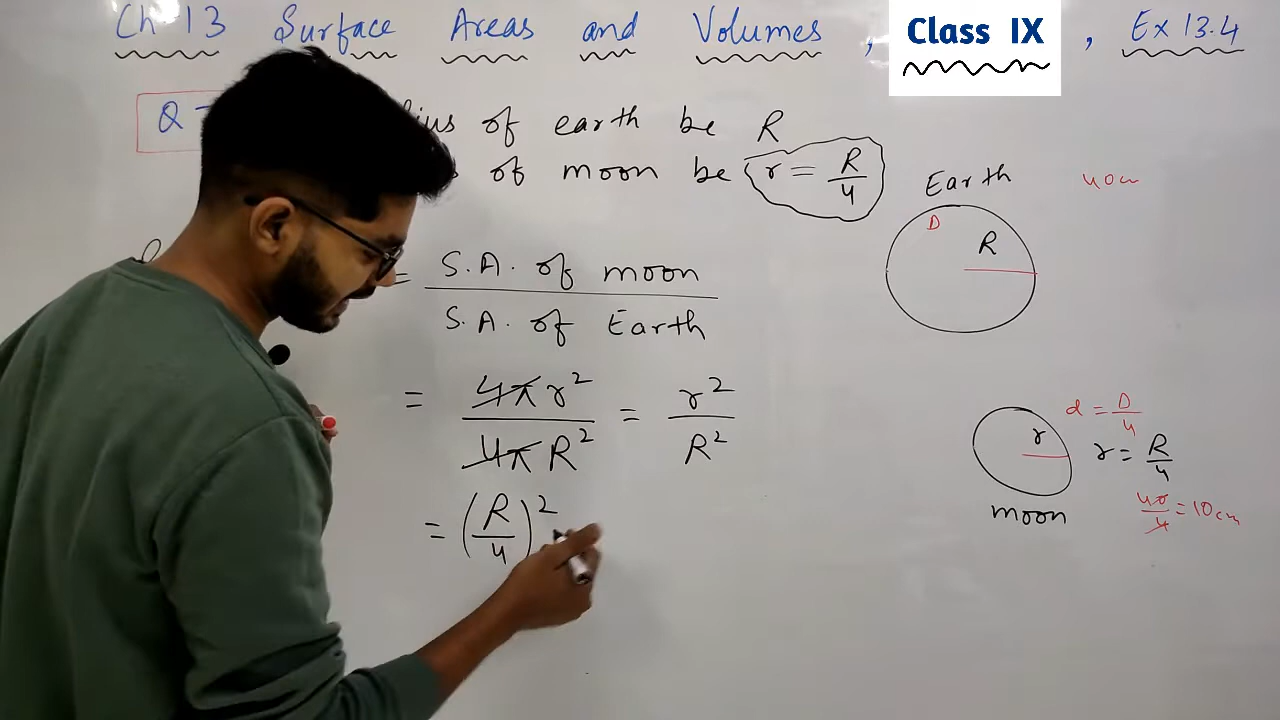 Ch 13 Surface Areas and Volumes , Class IX , Ex 13.4
Q
of earth be R
of moon be r = R/4
Earth 40cm
D
R
= S.A. of moon / S.A. of Earth
= 4πr² / 4πR² = r² / R²
d = D/4
r
r = R/4
moon
40/4 = 10cm
= (R/4)²